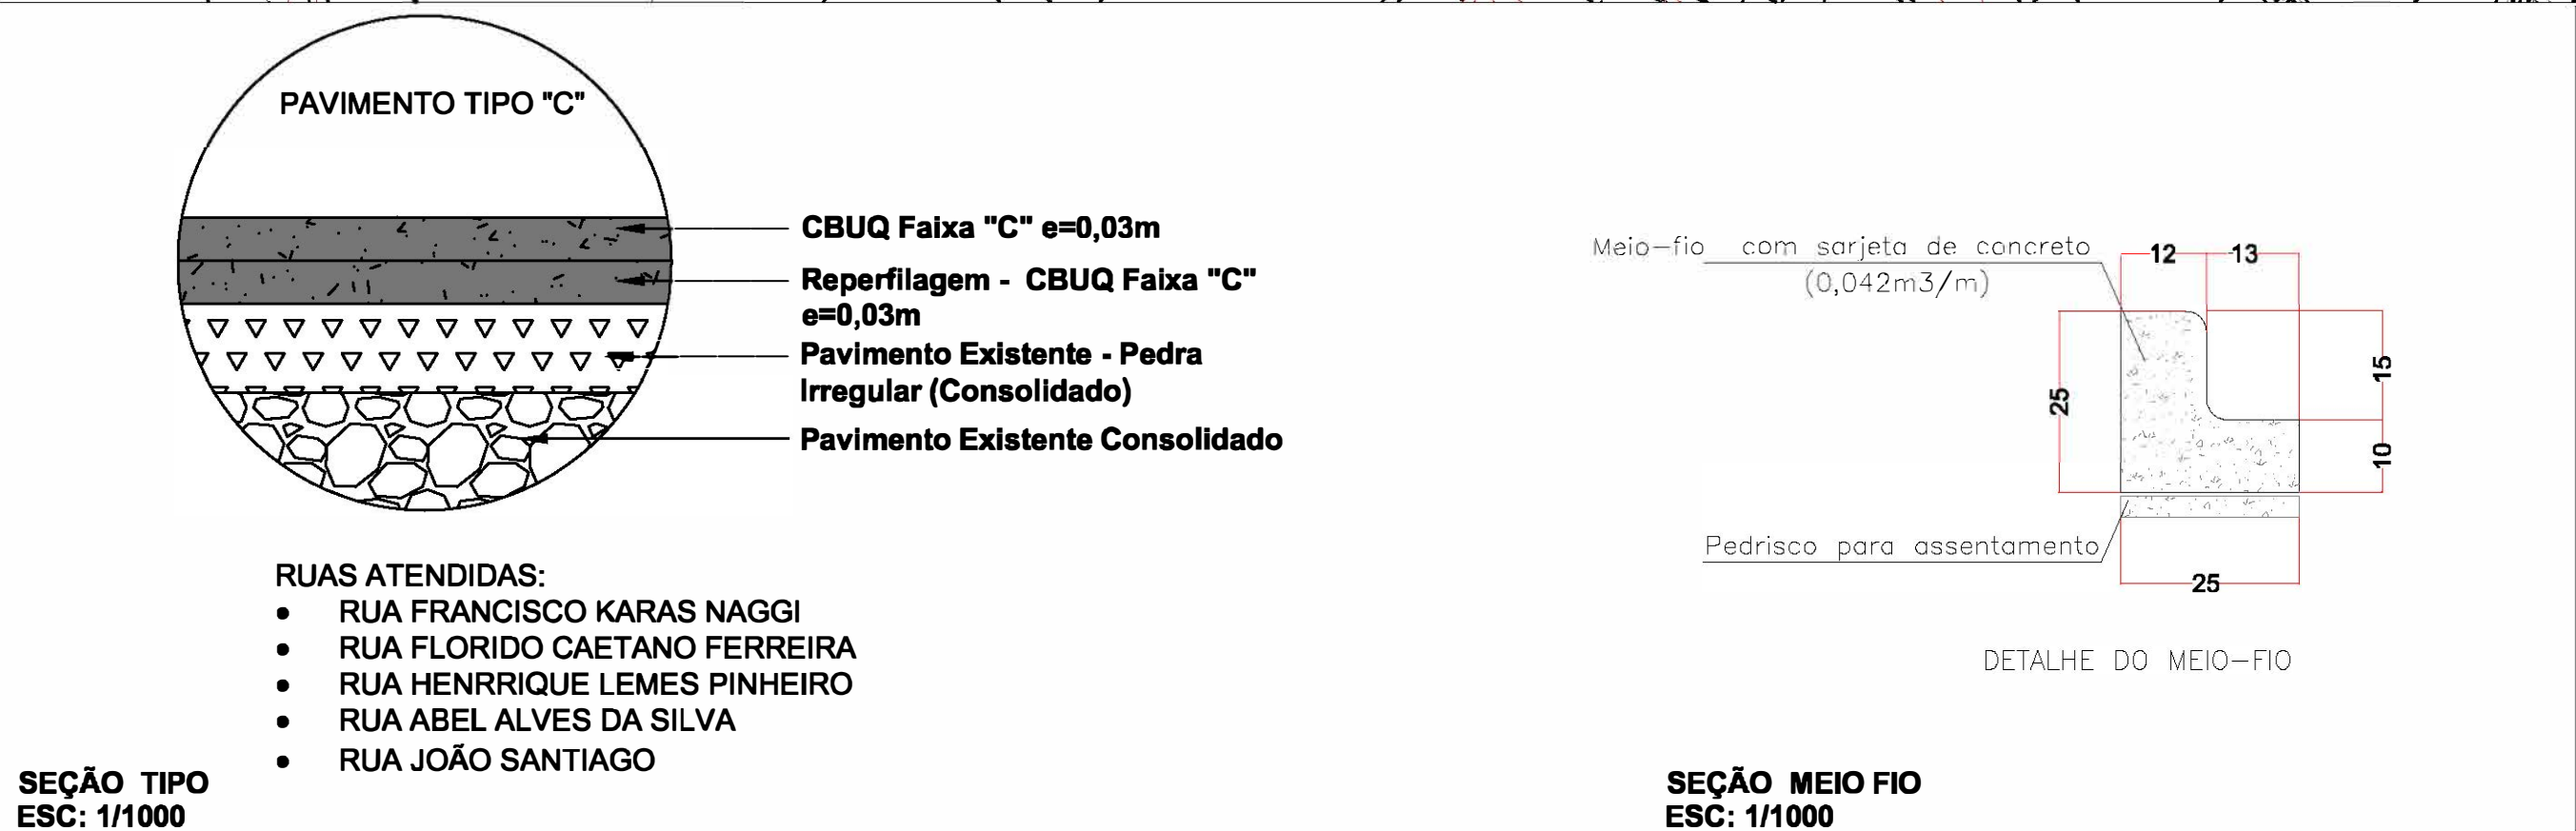 PAVIMENTO TIPO "C"
CBUQ Faixa "C" e=0,03m
Reperfilagem - CBUQ Faixa "C"
e=0,03m
Pavimento Existente - Pedra
Irregular (Consolidado)
Pavimento Existente Consolidado
RUAS ATENDIDAS:
• RUA FRANCISCO KARAS NAGGI
• RUA FLORIDO CAETANO FERREIRA
• RUA HENRRIQUE LEMES PINHEIRO
• RUA ABEL ALVES DA SILVA
• RUA JOÃO SANTIAGO
SEÇÃO TIPO
ESC: 1/1000
Meio-fio com sarjeta de concreto
(0,042m3/m)
12
13
25
15
10
Pedrisco para assentamento
25
DETALHE DO MEIO-FIO
SEÇÃO MEIO FIO
ESC: 1/1000